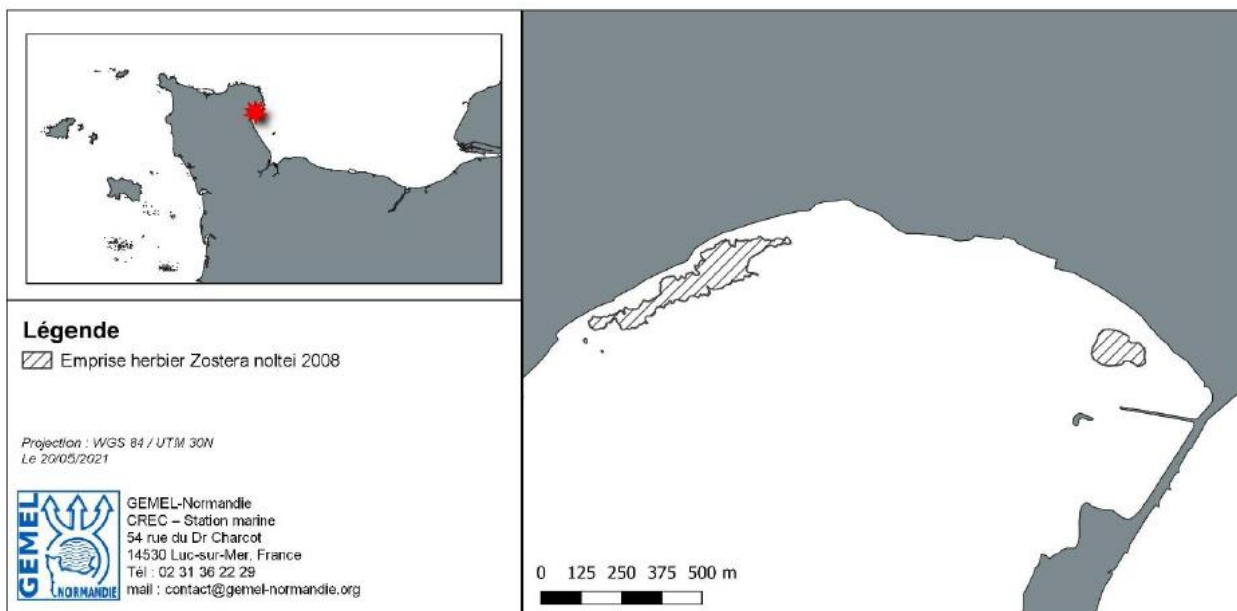 Légende
Emprise herbier Zostera noltei 2008
Projection : WGS 84 / UTM 30N
Le 20/05/2021
GEMEL
NORMANDIE
GEMEL-Normandie
CREC – Station marine
54 rue du Dr Charcot
14530 Luc-sur-Mer, France
Tél : 02 31 36 22 29
mail : contact@gemel-normandie.org
0 125 250 375 500 m